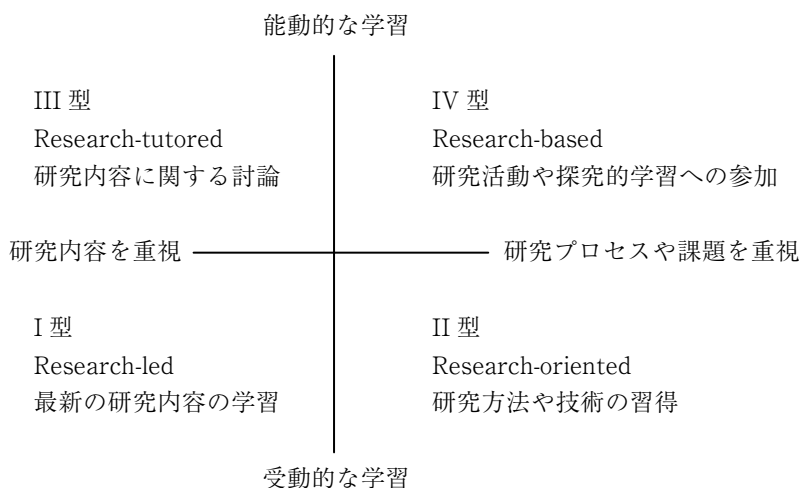 能動的な学習
III 型
Research-tutored
研究内容に関する討論
IV 型
Research-based
研究活動や探究的学習への参加
研究内容を重視
研究プロセスや課題を重視
I 型
Research-led
最新の研究内容の学習
II 型
Research-oriented
研究方法や技術の習得
受動的な学習